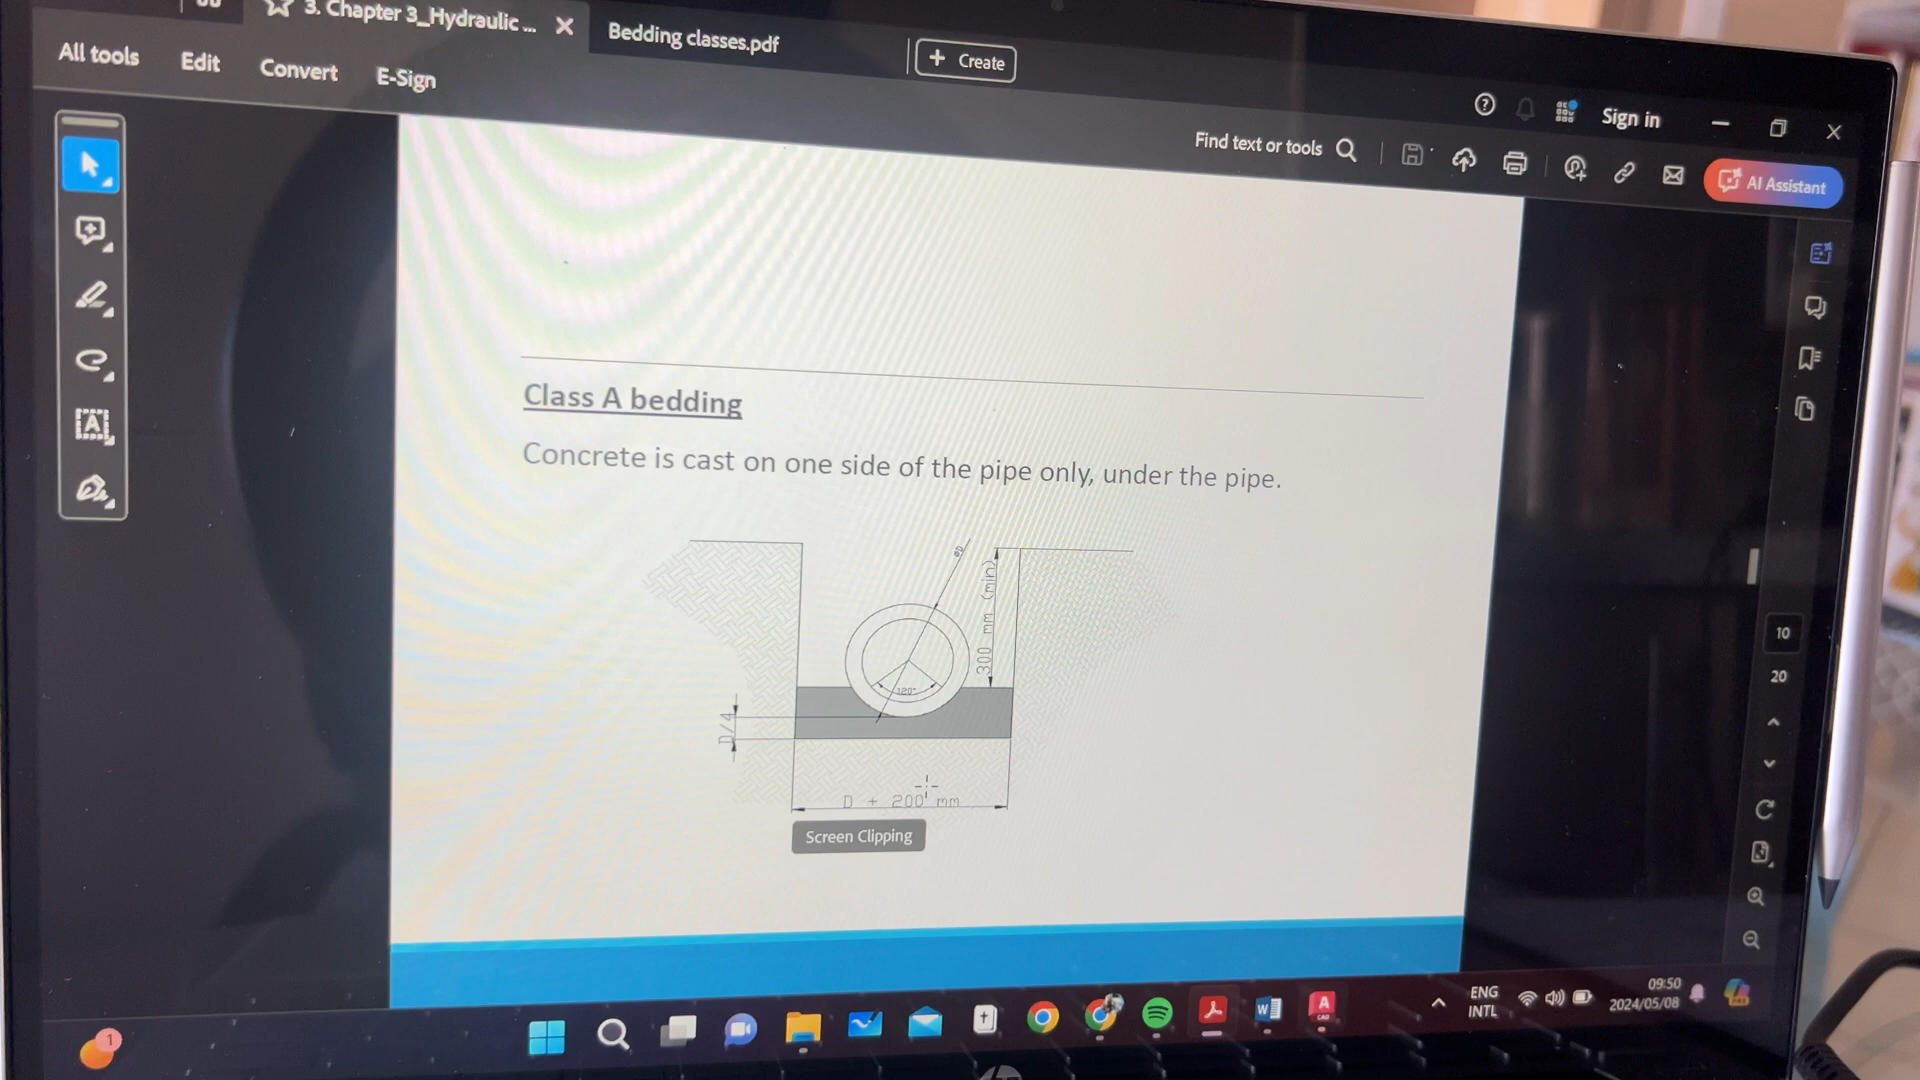 3. Chapter 3_Hydraulic ...
Bedding classes.pdf
+ Create
All tools
Edit
Convert
E-Sign
Sign in
Find text or tools
AI Assistant
Class A bedding
Concrete is cast on one side of the pipe only, under the pipe.
øD
300 mm (min)
120°
D/4
D + 200 mm
Screen Clipping
10
20
ENG
INTL
09:50
2024/05/08
1